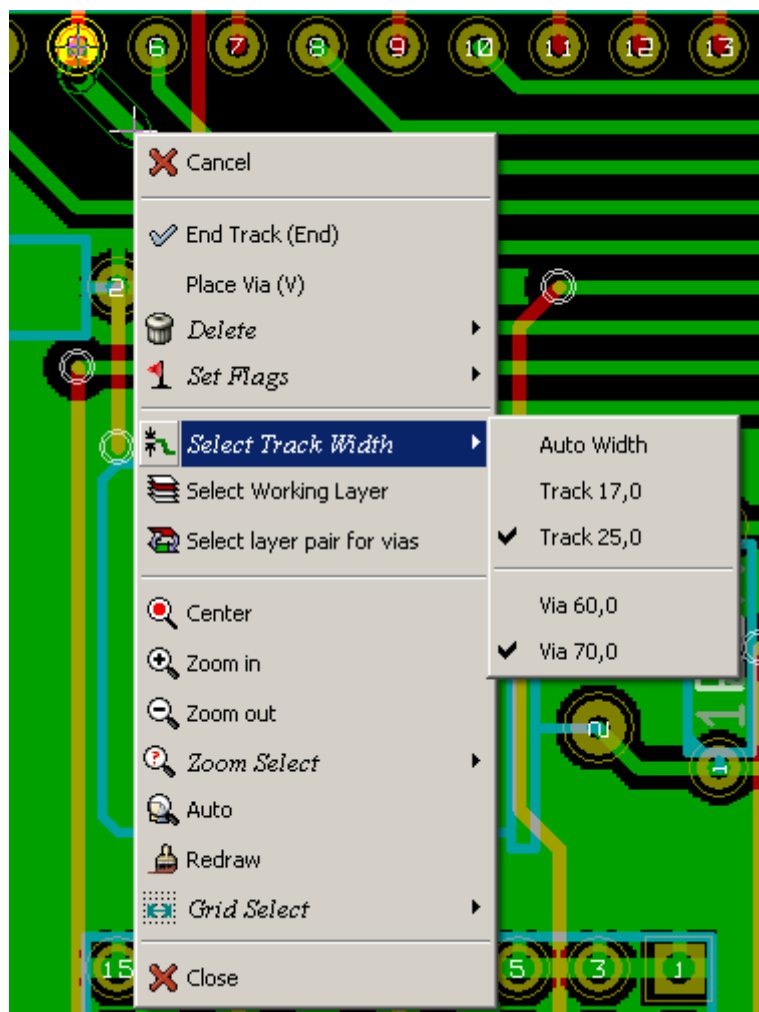 6 7 8 9 10 11 12 13
Cancel
End Track (End)
Place Via (V)
2
Delete
Set Flags
Select Track Width
Auto Width
Select Working Layer
Track 17,0
Select layer pair for vias
Track 25,0
Via 60,0
Center
Via 70,0
Zoom in
Zoom out
2
1
Zoom Select
Auto
Redraw
Grid Select
15 5 3 1
Close